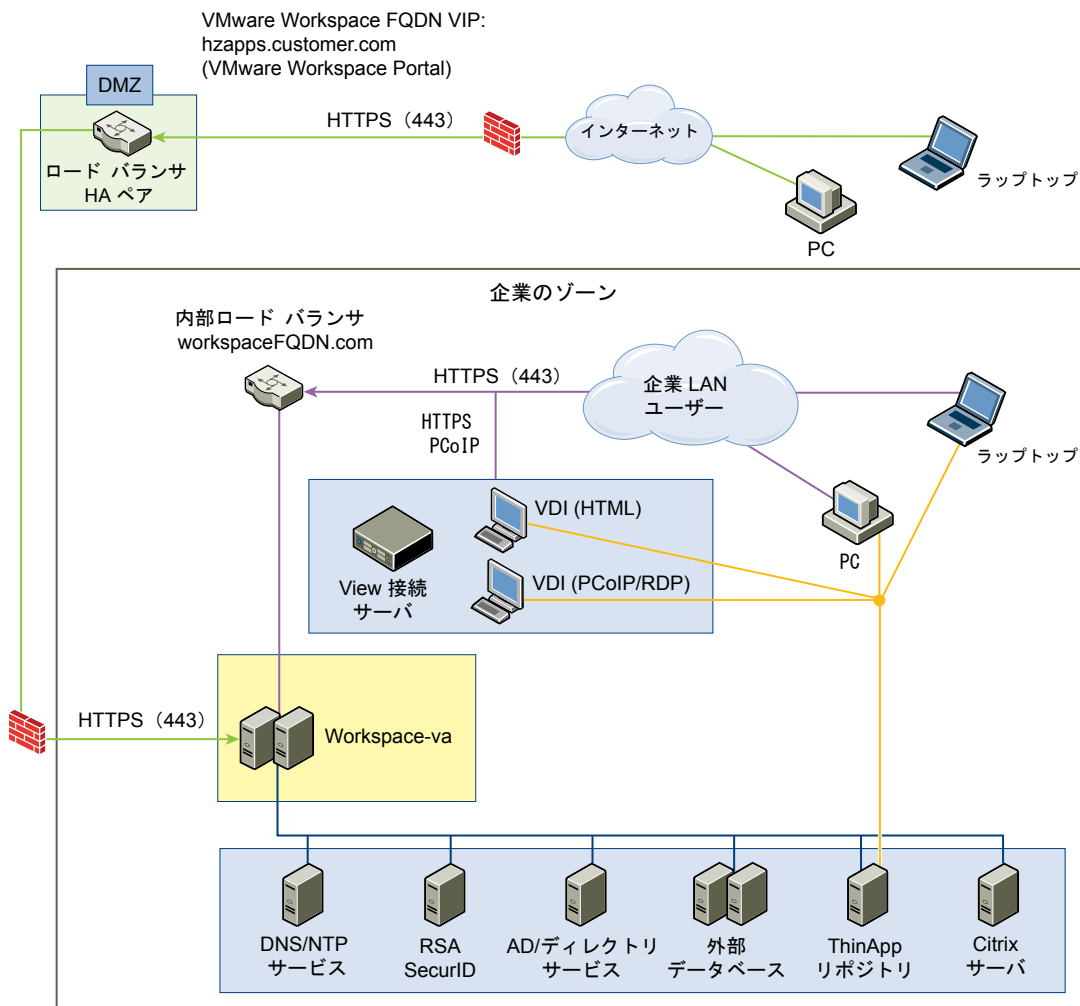 VMware Workspace FQDN VIP:
hzapps.customer.com
(VMware Workspace Portal)
DMZ
HTTPS（443）
インターネット
ロード バランサ
HA ペア
ラップトップ
PC
企業のゾーン
内部ロード バランサ
workspaceFQDN.com
HTTPS（443）
企業 LAN
ユーザー
HTTPS
PCoIP
ラップトップ
VDI (HTML)
PC
View 接続
サーバ
VDI (PCoIP/RDP)
HTTPS（443）
Workspace-va
DNS/NTP
サービス
RSA
SecurID
AD/ディレクトリ
サービス
外部
データベース
ThinApp
リポジトリ
Citrix
サーバ